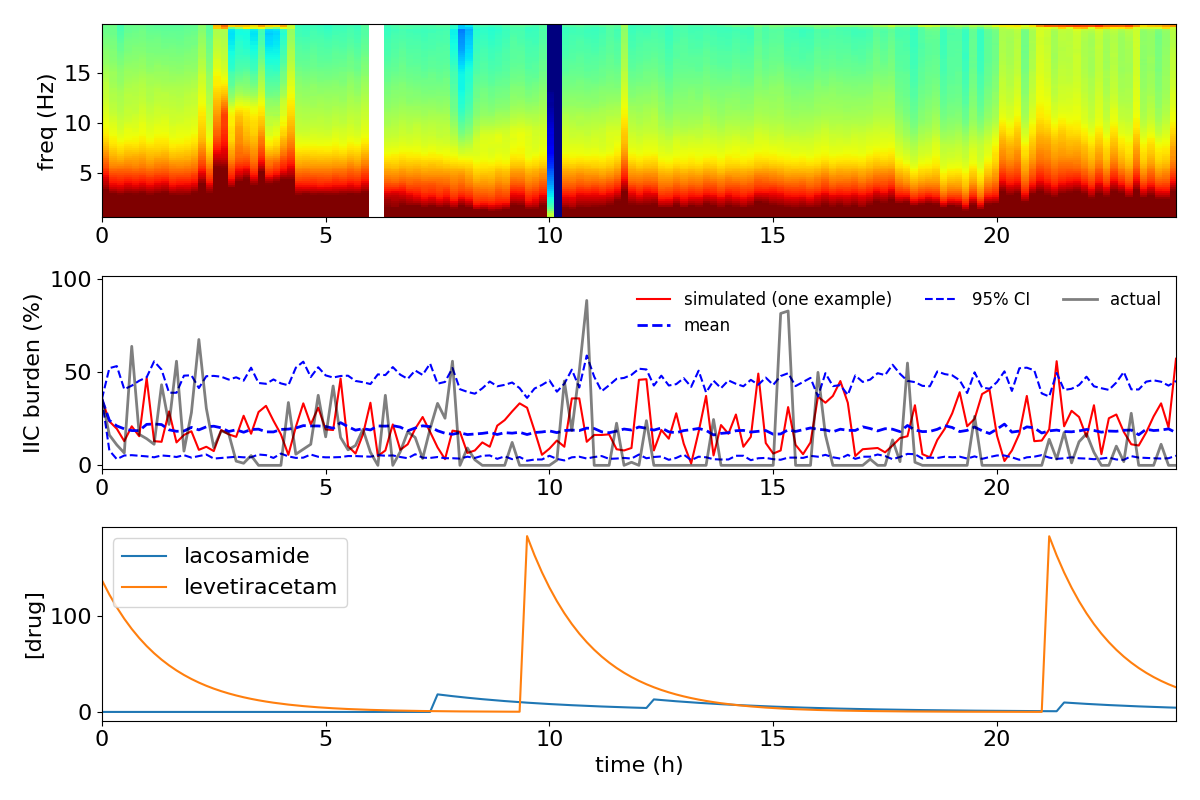 15
10
5
freq (Hz)
0 5 10 15 20
100
50
0
IIC burden (%)
simulated (one example) 95% CI actual
mean
0 5 10 15 20
100
0
[drug]
lacosamide
levetiracetam
0 5 10 15 20
time (h)